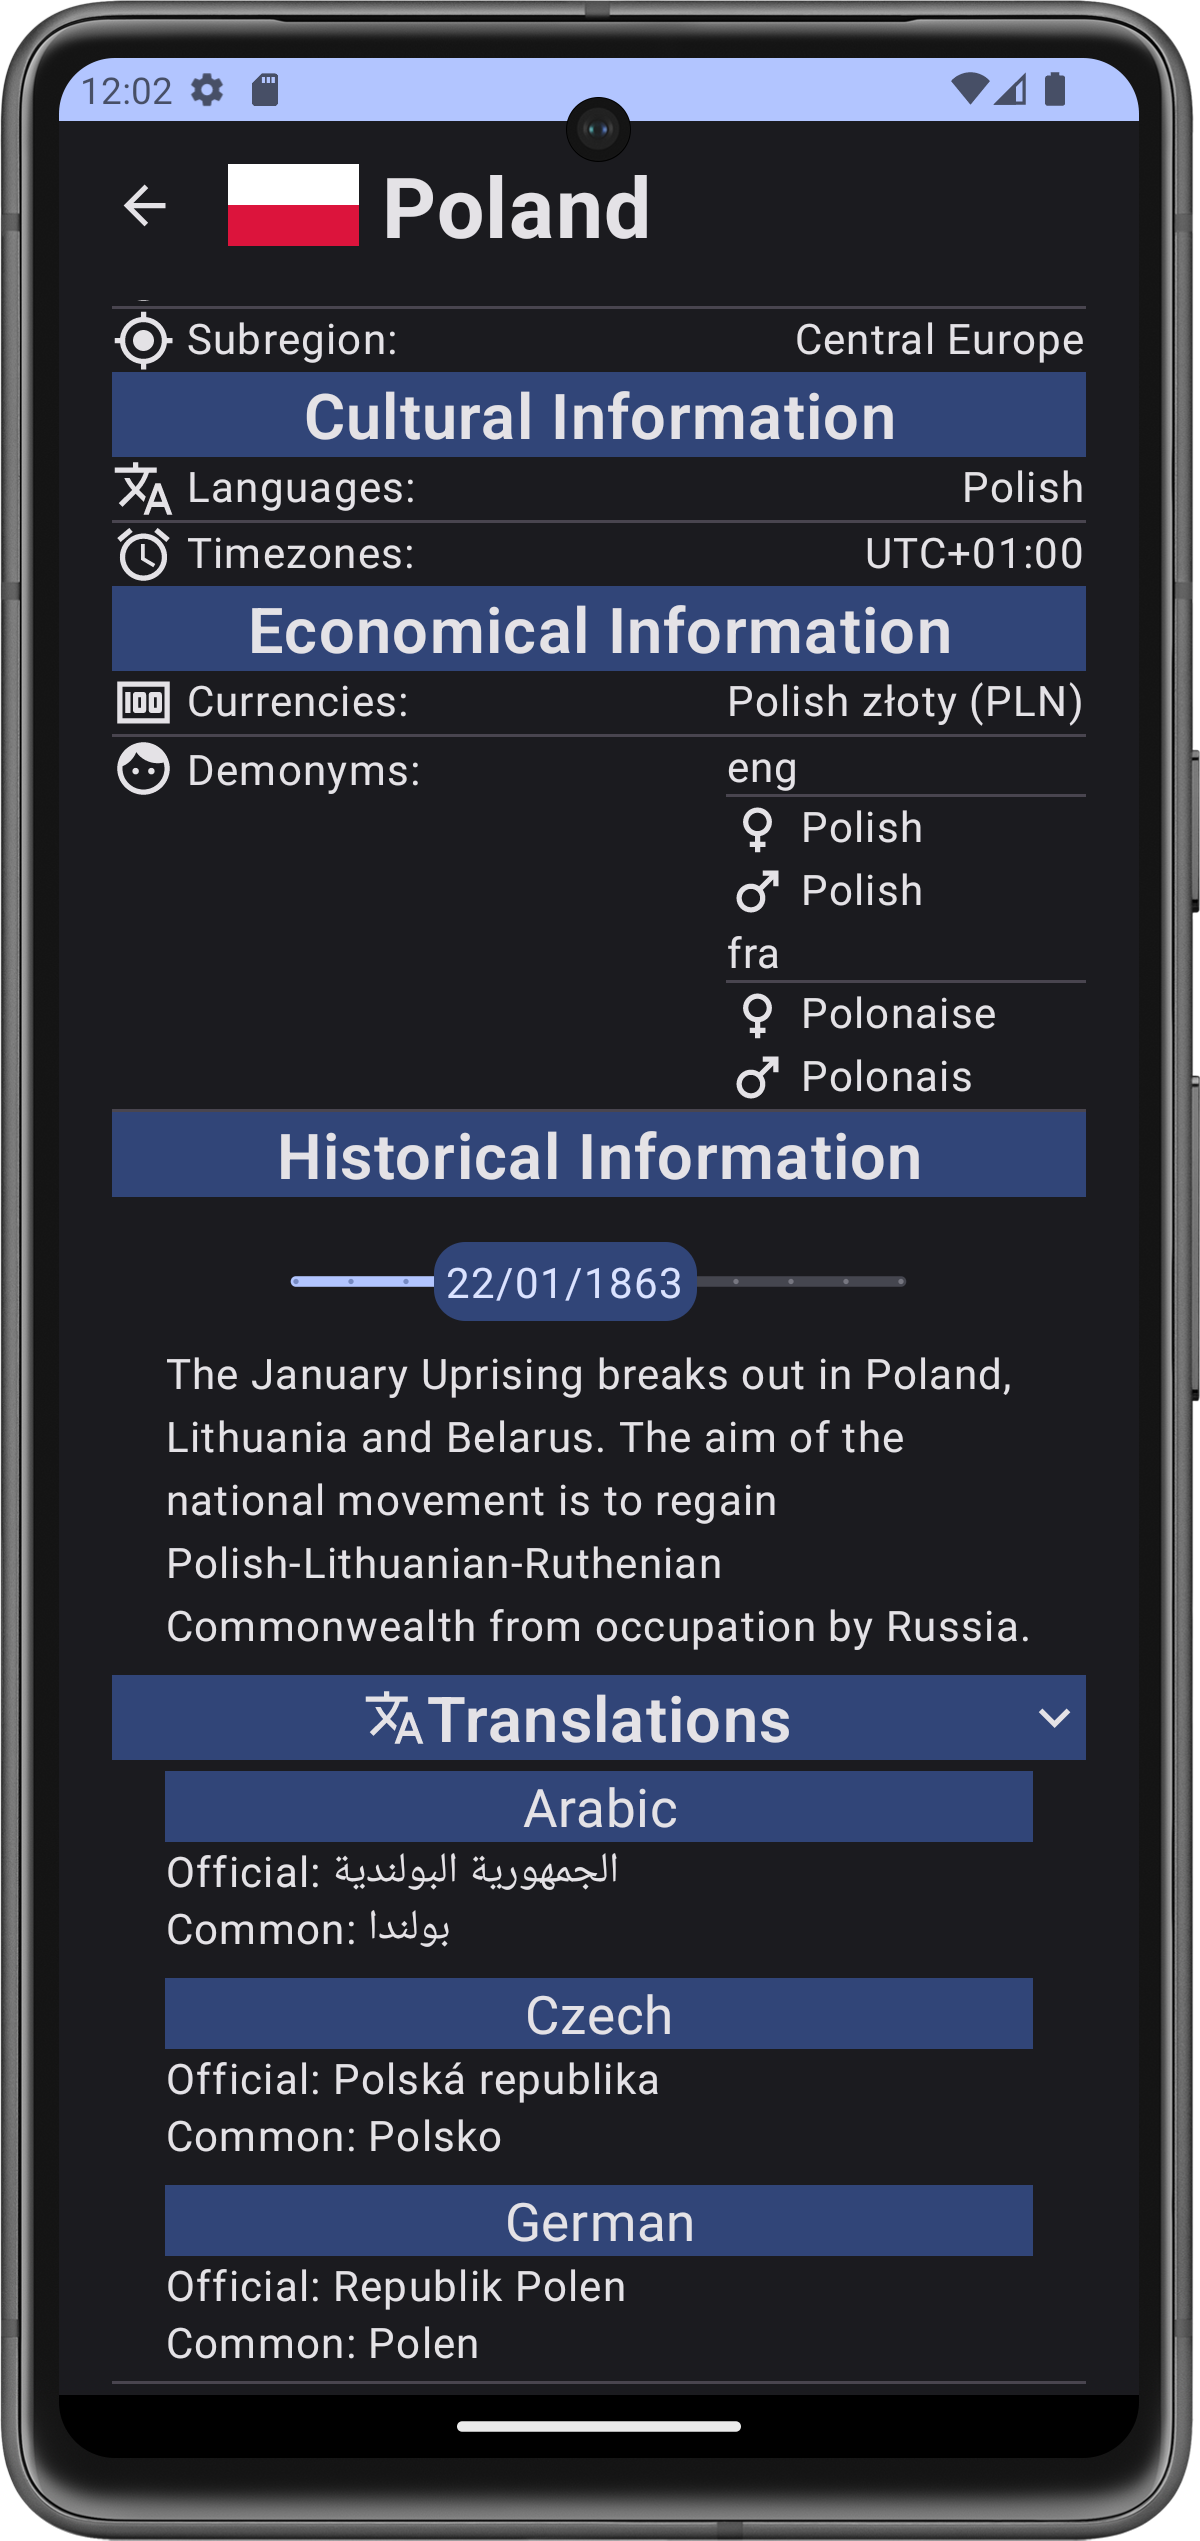 12:02
Poland
Subregion: Central Europe
Cultural Information
Languages: Polish
Timezones: UTC+01:00
Economical Information
100 Currencies: Polish złoty (PLN)
Demonyms: eng
Polish
Polish
fra
Polonaise
Polonais
Historical Information
22/01/1863
The January Uprising breaks out in Poland,
Lithuania and Belarus. The aim of the
national movement is to regain
Polish-Lithuanian-Ruthenian
Commonwealth from occupation by Russia.
Translations
Arabic
Official: الجمهورية البولندية
Common: بولندا
Czech
Official: Polská republika
Common: Polsko
German
Official: Republik Polen
Common: Polen